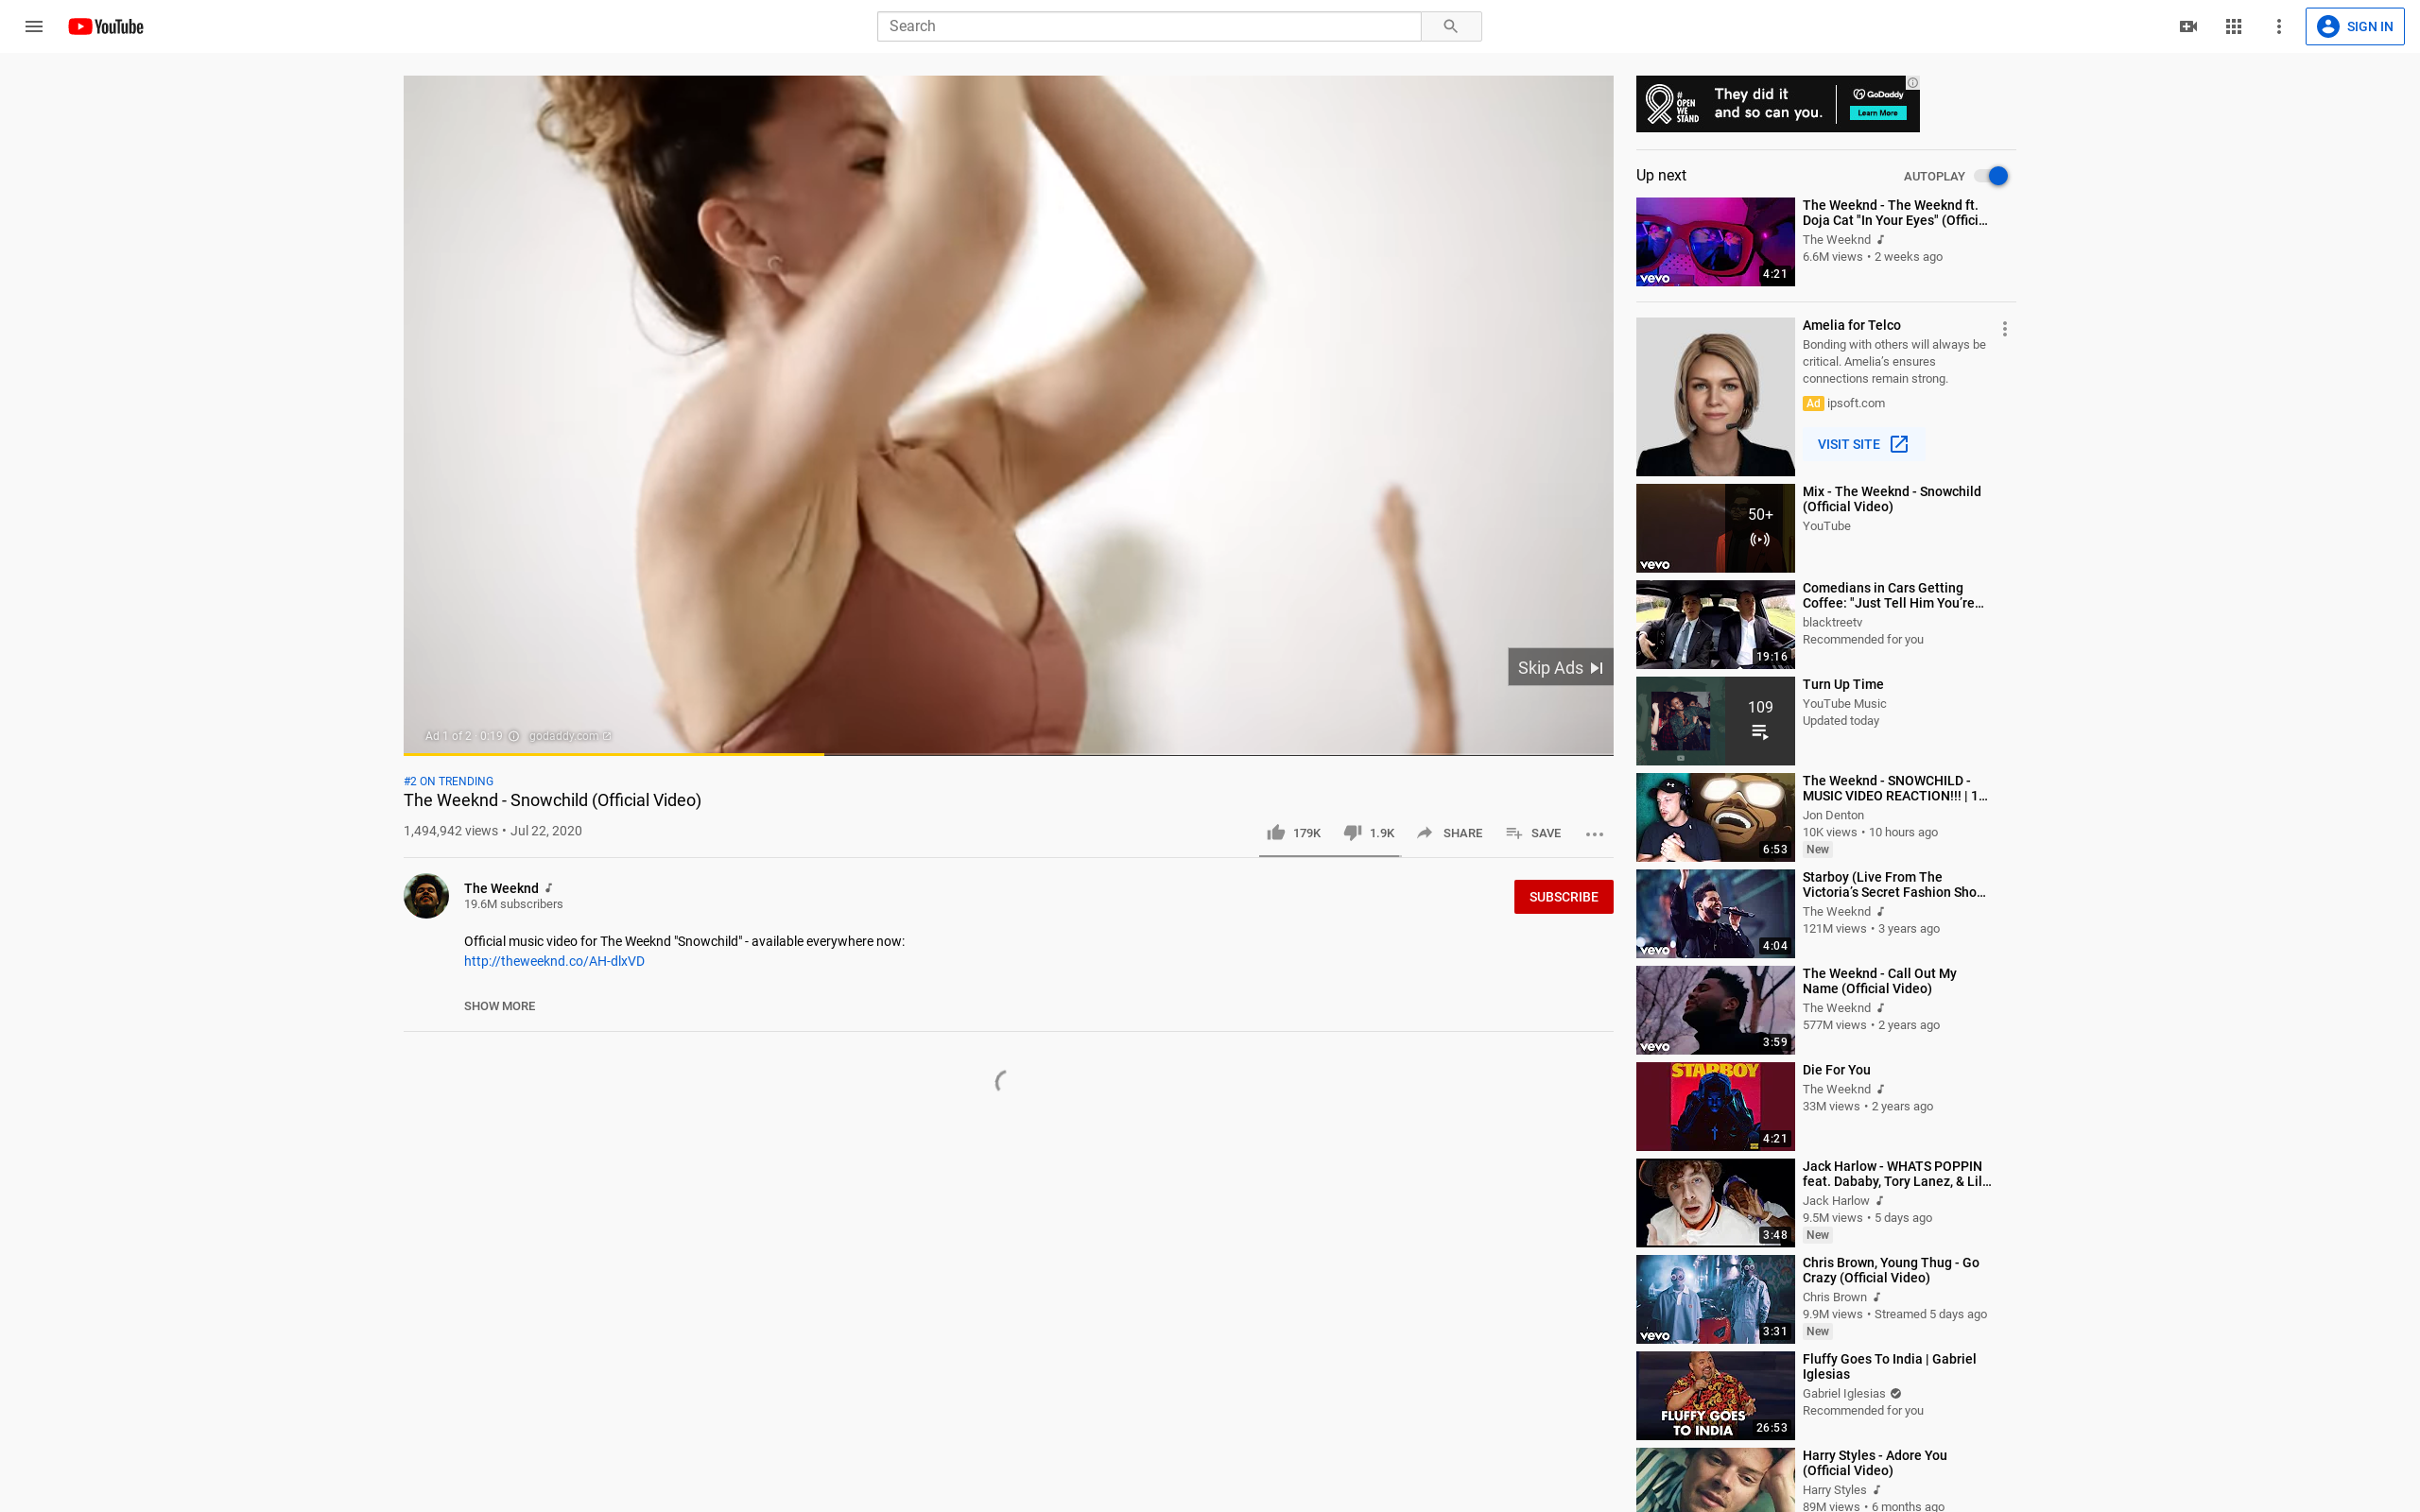 YouTube
Search
SIGN IN
Skip Ads
Ad 1 of 2 · 0:19
godaddy.com
#2 ON TRENDING
The Weeknd - Snowchild (Official Video)
1,494,942 views • Jul 22, 2020
179K
1.9K
SHARE
SAVE
The Weeknd
19.6M subscribers
SUBSCRIBE
Official music video for The Weeknd "Snowchild" - available everywhere now:
http://theweeknd.co/AH-dlxVD
SHOW MORE
#
OPEN
WE
STAND
They did it
and so can you.
GoDaddy
Learn More
Up next
AUTOPLAY
vevo
4:21
The Weeknd - The Weeknd ft.
Doja Cat "In Your Eyes" (Offici...
The Weeknd
6.6M views • 2 weeks ago
Amelia for Telco
Bonding with others will always be
critical. Amelia's ensures
connections remain strong.
Ad ipsoft.com
VISIT SITE
50+
vevo
Mix - The Weeknd - Snowchild
(Official Video)
YouTube
19:16
Comedians in Cars Getting
Coffee: "Just Tell Him You're...
blacktreetv
Recommended for you
109
Turn Up Time
YouTube Music
Updated today
6:53
The Weeknd - SNOWCHILD -
MUSIC VIDEO REACTION!!! | 1...
Jon Denton
10K views • 10 hours ago
New
vevo
4:04
Starboy (Live From The
Victoria's Secret Fashion Sho...
The Weeknd
121M views • 3 years ago
vevo
3:59
The Weeknd - Call Out My
Name (Official Video)
The Weeknd
577M views • 2 years ago
STARBOY
4:21
Die For You
The Weeknd
33M views • 2 years ago
3:48
Jack Harlow - WHATS POPPIN
feat. Dababy, Tory Lanez, & Lil...
Jack Harlow
9.5M views • 5 days ago
New
vevo
3:31
Chris Brown, Young Thug - Go
Crazy (Official Video)
Chris Brown
9.9M views • Streamed 5 days ago
New
FLUFFY GOES
TO INDIA
26:53
Fluffy Goes To India | Gabriel
Iglesias
Gabriel Iglesias
Recommended for you
Harry Styles - Adore You
(Official Video)
Harry Styles
89M views • 6 months ago